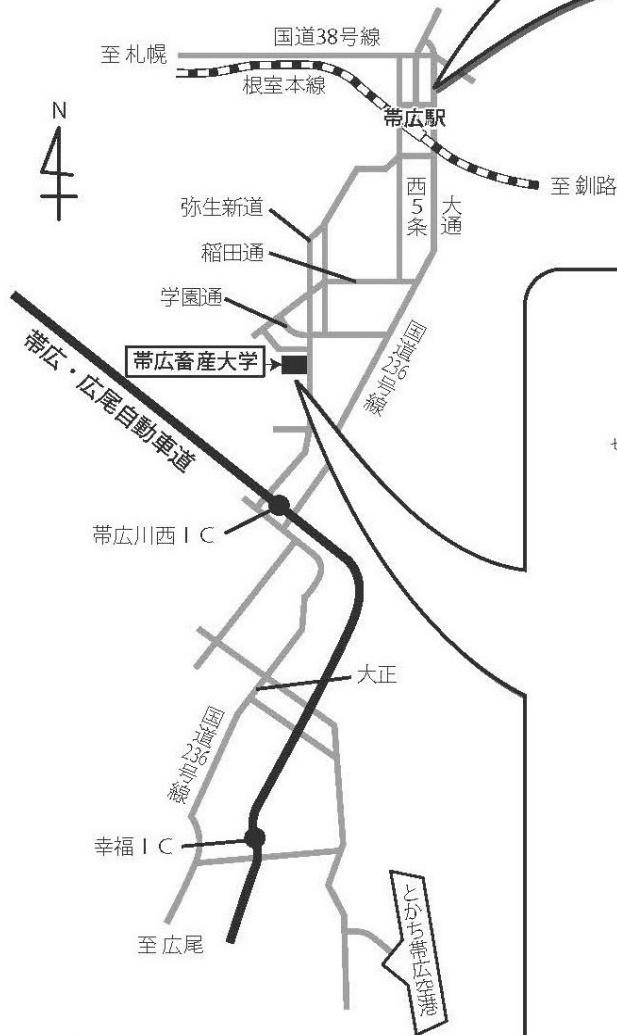 国道38号線
至 札幌
根室本線
N
帯広駅
至 釧路
西5条
大通
弥生新道
稲田通
学園通
国道236号線
帯広畜産大学
帯広・広尾自動車道
帯広川西ＩＣ
大正
国道236号線
幸福ＩＣ
至 広尾
とかち帯広空港